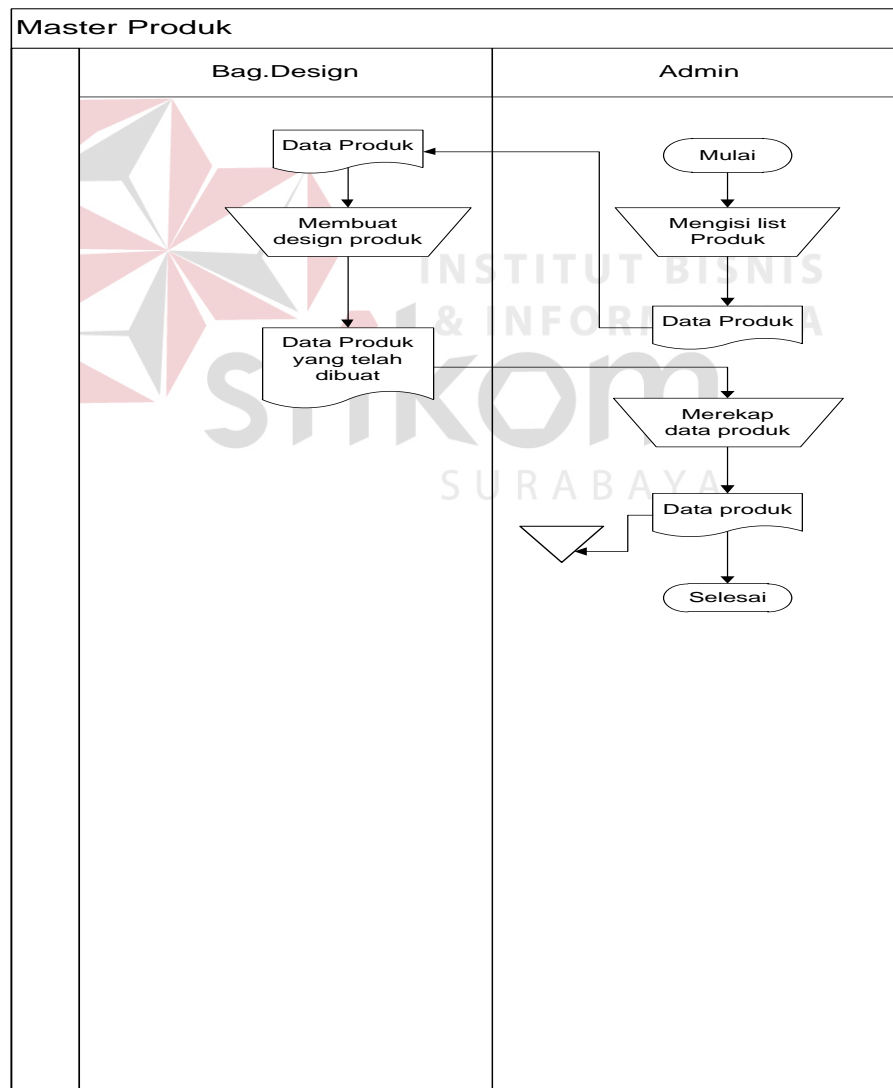 Master Produk
Bag.Design
Admin
Data Produk
Membuat
design produk
Data Produk
yang telah
dibuat
Mulai
Mengisi list
Produk
Data Produk
Merekap
data produk
Data produk
Selesai
INSTITUT BISNIS
& INFORMATIKA
stikom
SURABAYA